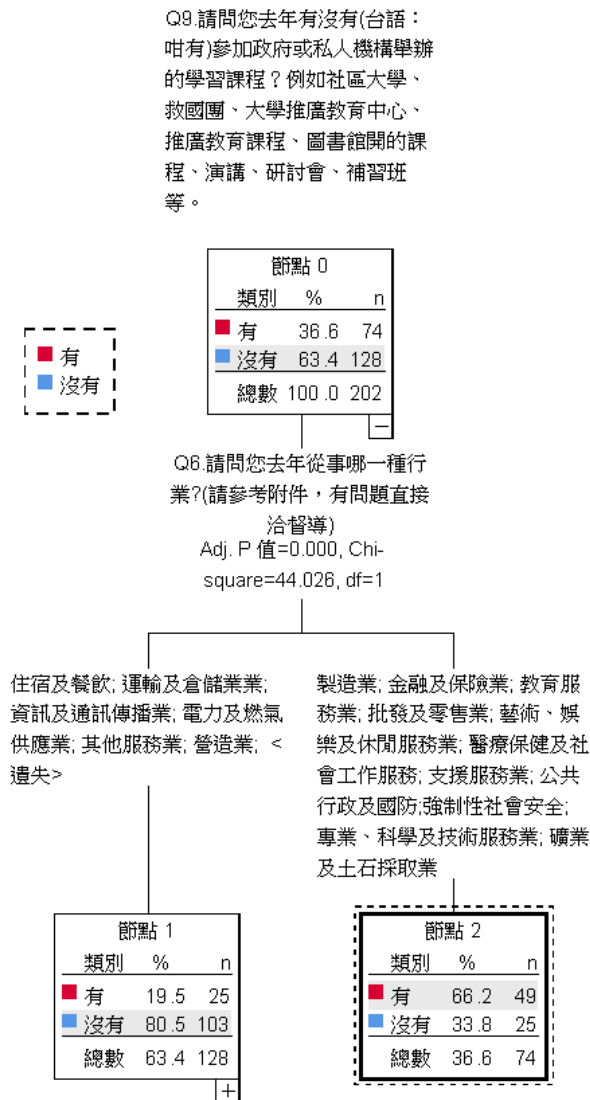 Q9.請問您去年有沒有(台語：
咁有)參加政府或私人機構舉辦
的學習課程？例如社區大學、
救國團、大學推廣教育中心、
推廣教育課程、圖書館開的課
程、演講、研討會、補習班
等。
節點 0
類別 % n
有 36.6 74
沒有 63.4 128
總數 100.0 202
有
沒有
Q6.請問您去年從事哪一種行
業?(請參考附件，有問題直接
洽督導)
Adj. P 值=0.000, Chi-
square=44.026, df=1
住宿及餐飲; 運輸及倉儲業業;
資訊及通訊傳播業; 電力及燃氣
供應業; 其他服務業; 營造業; <
遺失>
製造業; 金融及保險業; 教育服
務業; 批發及零售業; 藝術、娛
樂及休閒服務業; 醫療保健及社
會工作服務; 支援服務業; 公共
行政及國防;強制性社會安全;
專業、科學及技術服務業; 礦業
及土石採取業
節點 1
類別 % n
有 19.5 25
沒有 80.5 103
總數 63.4 128
節點 2
類別 % n
有 66.2 49
沒有 33.8 25
總數 36.6 74